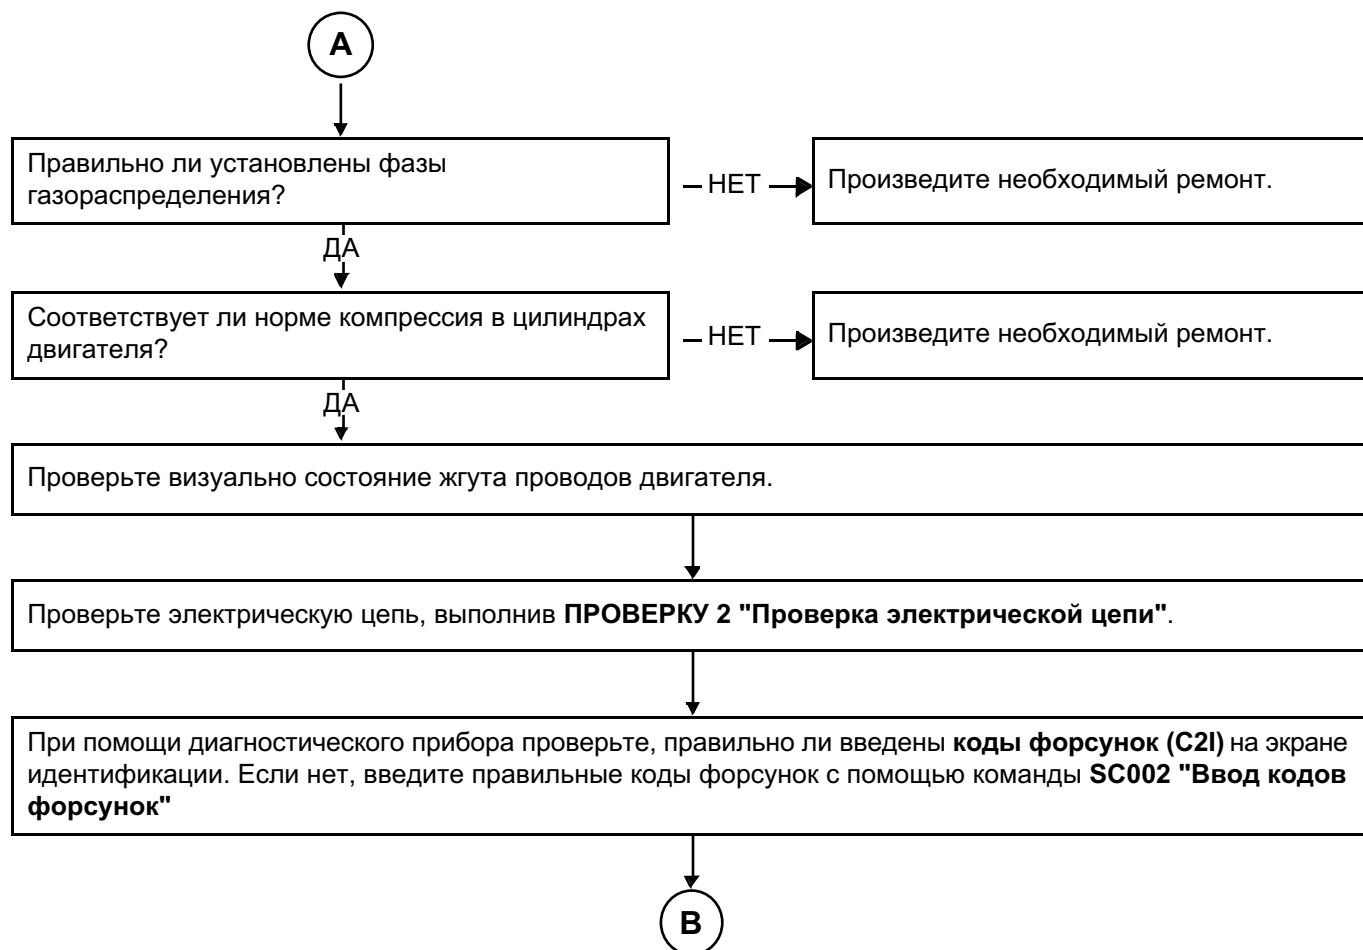 A
Правильно ли установлены фазы
газораспределения?
НЕТ
Произведите необходимый ремонт.
ДА
Соответствует ли норме компрессия в цилиндрах
двигателя?
НЕТ
Произведите необходимый ремонт.
ДА
Проверьте визуально состояние жгута проводов двигателя.
Проверьте электрическую цепь, выполнив ПРОВЕРКУ 2 "Проверка электрической цепи".
При помощи диагностического прибора проверьте, правильно ли введены коды форсунок (C2I) на экране
идентификации. Если нет, введите правильные коды форсунок с помощью команды SC002 "Ввод кодов
форсунок"
B